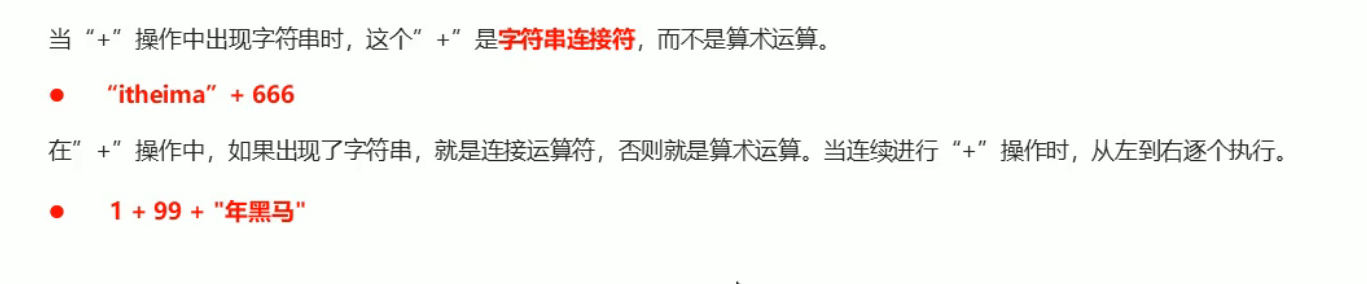 当“+”操作中出现字符串时，这个”+”是字符串连接符，而不是算术运算。
● “itheima” + 666
在”+”操作中，如果出现了字符串，就是连接运算符，否则就是算术运算。当连续进行“+”操作时，从左到右逐个执行。
● 1 + 99 + "年黑马"